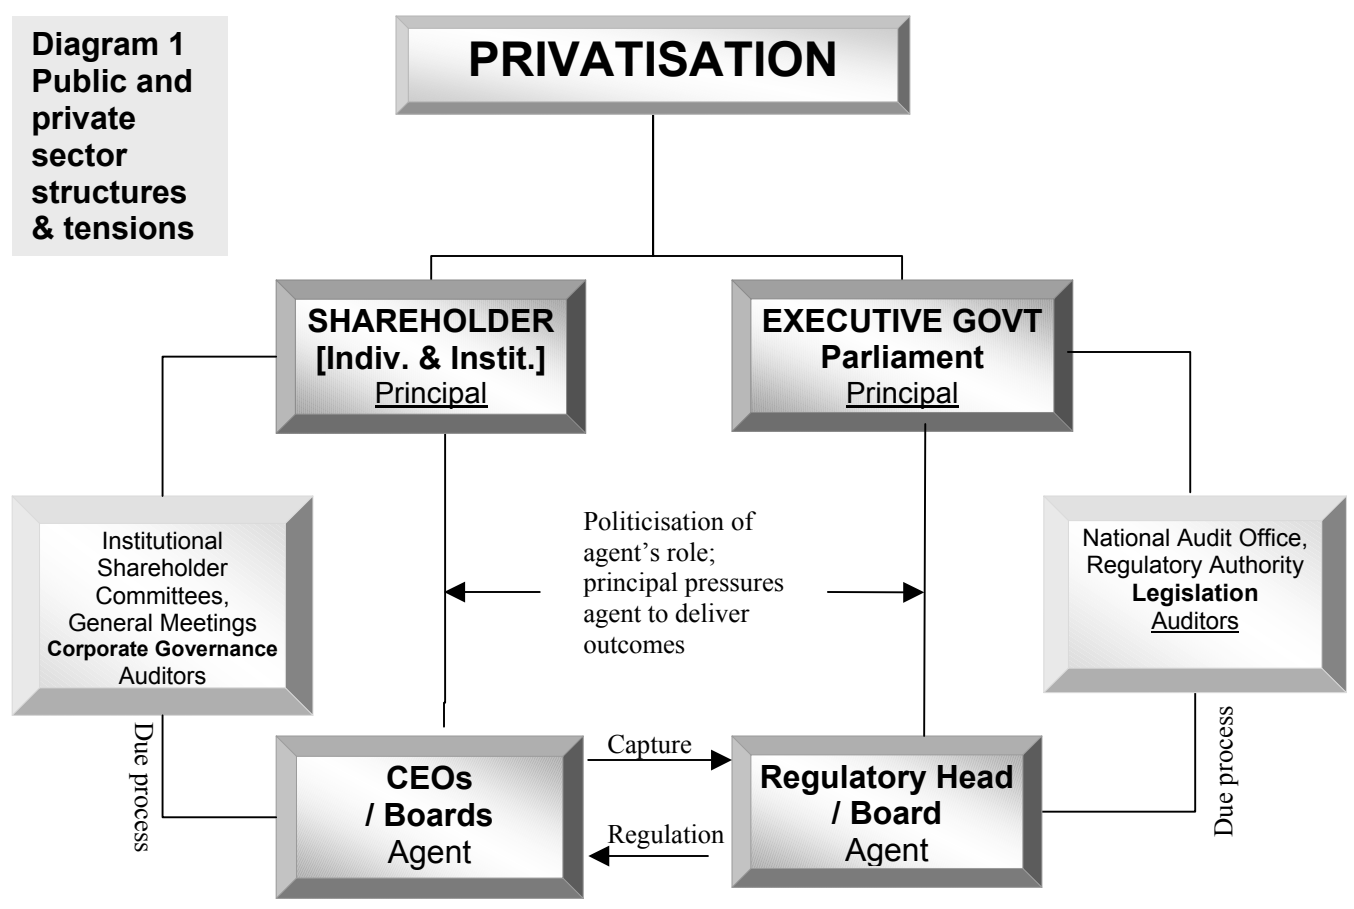 Diagram 1
Public and
private
sector
structures
& tensions
PRIVATISATION
SHAREHOLDER
[Indiv. & Instit.]
Principal
EXECUTIVE GOVT
Parliament
Principal
Institutional
Shareholder
Committees,
General Meetings
Corporate Governance
Auditors
Politicisation of
agent’s role;
principal pressures
agent to deliver
outcomes
National Audit Office,
Regulatory Authority
Legislation
Auditors
Due process
Due process
CEOs
/ Boards
Agent
Capture
Regulation
Regulatory Head
/ Board
Agent